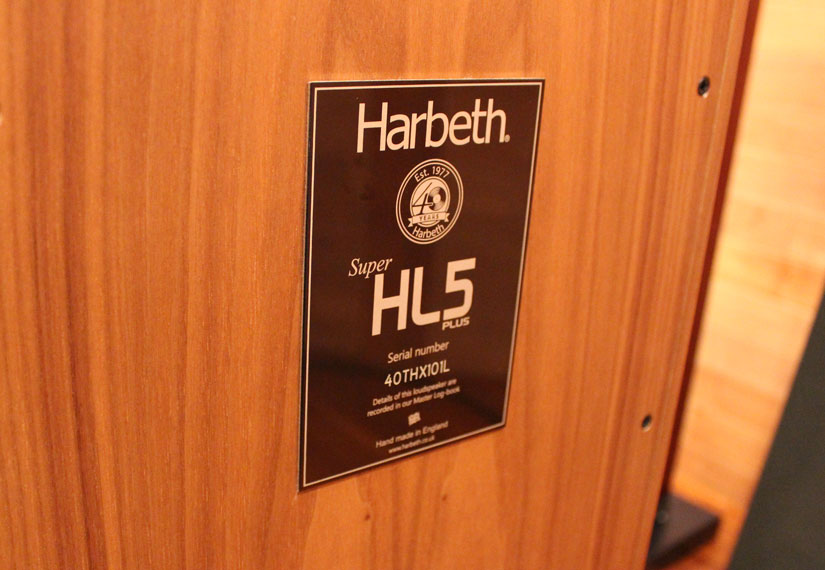 Harbeth®
Est. 1977
40
YEARS
Harbeth
Super
HL5
PLUS
Serial number
40THX101L
Details of this loudspeaker are
recorded in our Master Log-book
Hand made in England
www.harbeth.co.uk